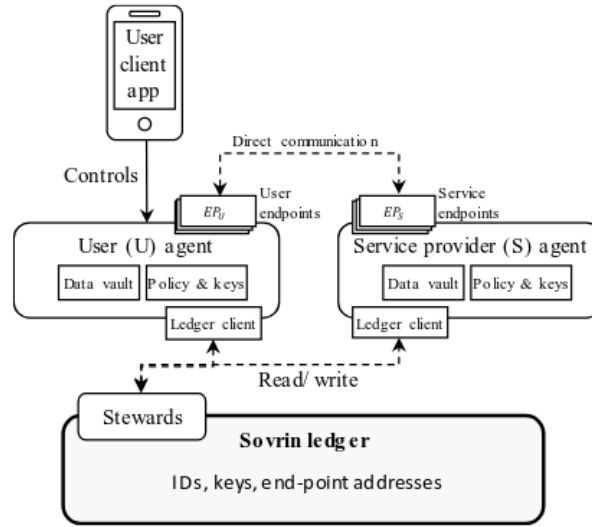 User
client
app
Direct communication
Controls
EP_U
User
endpoints
EP_S
Service
endpoints
User (U) agent
Service provider (S) agent
Data vault
Policy & keys
Data vault
Policy & keys
Ledger client
Ledger client
Read/ write
Stewards
Sovrin ledger
IDs, keys, end-point addresses